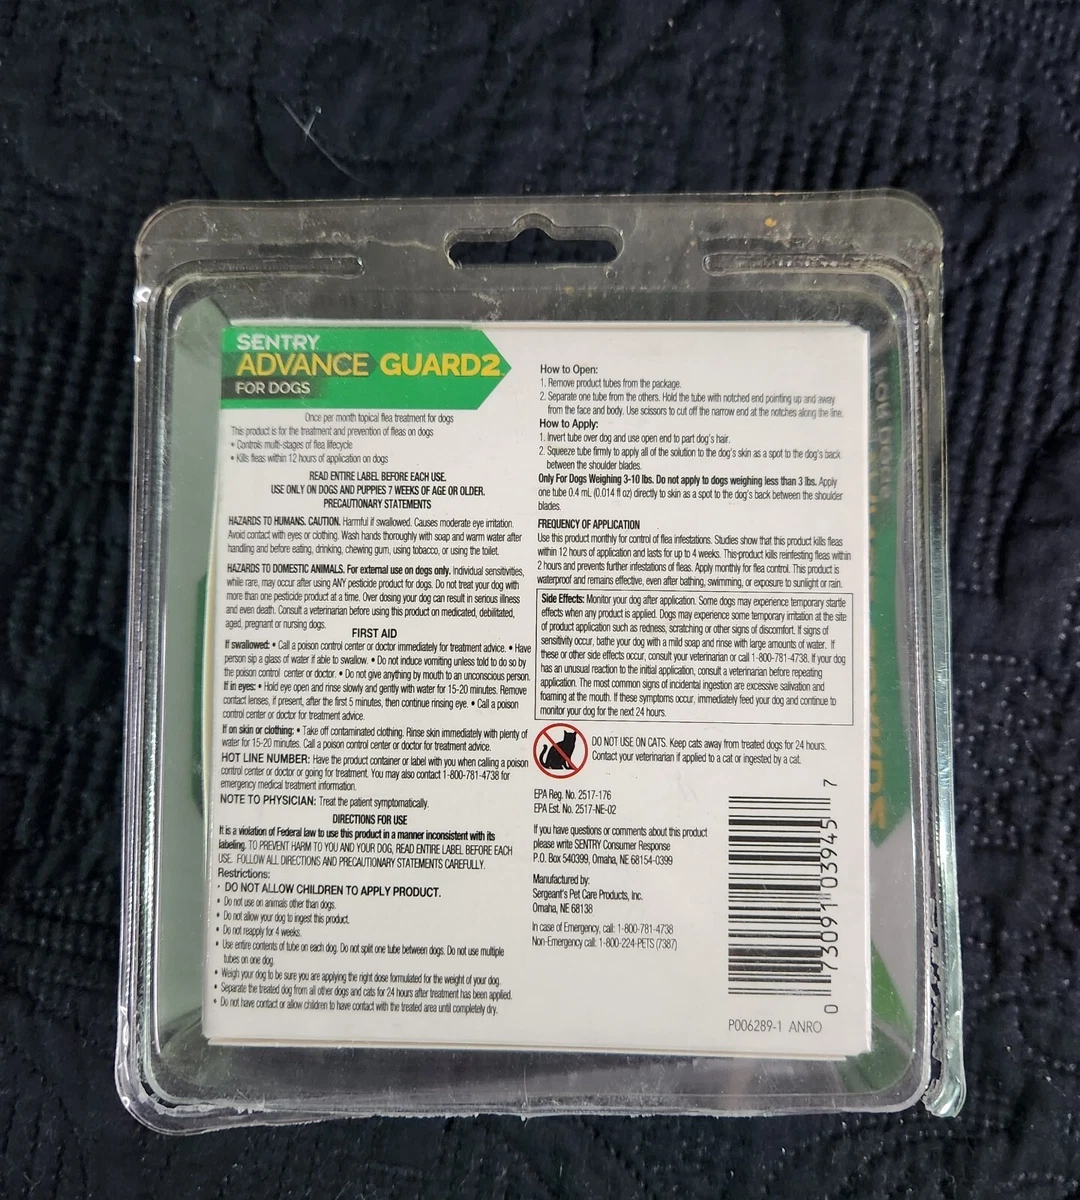 SENTRY
ADVANCE GUARD2
FOR DOGS
Once per month topical flea treatment for dogs
This product is for the treatment and prevention of fleas on dogs
• Controls multi-stages of flea lifecycle
• Kills fleas within 12 hours of application on dogs
READ ENTIRE LABEL BEFORE EACH USE.
USE ONLY ON DOGS AND PUPPIES 7 WEEKS OF AGE OR OLDER.
PRECAUTIONARY STATEMENTS
HAZARDS TO HUMANS. CAUTION. Harmful if swallowed. Causes moderate eye irritation.
Avoid contact with eyes or clothing. Wash hands thoroughly with soap and warm water after
handling and before eating, drinking, chewing gum, using tobacco, or using the toilet.
HAZARDS TO DOMESTIC ANIMALS. For external use on dogs only. Individual sensitivities,
while rare, may occur after using ANY pesticide product for dogs. Do not treat your dog with
more than one pesticide product at a time. Over dosing your dog can result in serious illness
and even death. Consult a veterinarian before using this product on medicated, debilitated,
aged, pregnant or nursing dogs.
FIRST AID
If swallowed: • Call a poison control center or doctor immediately for treatment advice. • Have
person sip a glass of water if able to swallow. • Do not induce vomiting unless told to do so by
the poison control center or doctor. • Do not give anything by mouth to an unconscious person.
If in eyes: • Hold eye open and rinse slowly and gently with water for 15-20 minutes. Remove
contact lenses, if present, after the first 5 minutes, then continue rinsing eye. • Call a poison
control center or doctor for treatment advice.
If on skin or clothing: • Take off contaminated clothing. Rinse skin immediately with plenty of
water for 15-20 minutes. Call a poison control center or doctor for treatment advice.
HOT LINE NUMBER: Have the product container or label with you when calling a poison
control center or doctor or going for treatment. You may also contact 1-800-781-4738 for
emergency medical treatment information.
NOTE TO PHYSICIAN: Treat the patient symptomatically.
DIRECTIONS FOR USE
It is a violation of Federal law to use this product in a manner inconsistent with its
labeling. TO PREVENT HARM TO YOU AND YOUR DOG, READ ENTIRE LABEL BEFORE EACH
USE. FOLLOW ALL DIRECTIONS AND PRECAUTIONARY STATEMENTS CAREFULLY.
Restrictions:
• DO NOT ALLOW CHILDREN TO APPLY PRODUCT.
• Do not use on animals other than dogs.
• Do not allow your dog to ingest this product.
• Do not reapply for 4 weeks.
• Use entire contents of tube on each dog. Do not split one tube between dogs. Do not use multiple
tubes on one dog.
• Weigh your dog to be sure you are applying the right dose formulated for the weight of your dog.
• Separate the treated dog from all other dogs and cats for 24 hours after treatment has been applied.
• Do not have contact or allow children to have contact with the treated area until completely dry.
How to Open:
1. Remove product tubes from the package.
2. Separate one tube from the others. Hold the tube with notched end pointing up and away
from the face and body. Use scissors to cut off the narrow end at the notches along the line.
How to Apply:
1. Invert tube over dog and use open end to part dog's hair.
2. Squeeze tube firmly to apply all of the solution to the dog's skin as a spot to the dog's back
between the shoulder blades.
Only For Dogs Weighing 3-10 lbs. Do not apply to dogs weighing less than 3 lbs. Apply
one tube 0.4 mL (0.014 fl oz) directly to skin as a spot to the dog's back between the shoulder
blades.
FREQUENCY OF APPLICATION
Use this product monthly for control of flea infestations. Studies show that this product kills fleas
within 12 hours of application and lasts for up to 4 weeks. This product kills reinfesting fleas within
2 hours and prevents further infestations of fleas. Apply monthly for flea control. This product is
waterproof and remains effective, even after bathing, swimming, or exposure to sunlight or rain.
Side Effects: Monitor your dog after application. Some dogs may experience temporary startle
effects when any product is applied. Dogs may experience some temporary irritation at the site
of product application such as redness, scratching or other signs of discomfort. If signs of
sensitivity occur, bathe your dog with a mild soap and rinse with large amounts of water. If
these or other side effects occur, consult your veterinarian or call 1-800-781-4738. If your dog
has an unusual reaction to the initial application, consult a veterinarian before repeating
application. The most common signs of incidental ingestion are excessive salivation and
foaming at the mouth. If these symptoms occur, immediately feed your dog and continue to
monitor your dog for the next 24 hours.
DO NOT USE ON CATS. Keep cats away from treated dogs for 24 hours.
Contact your veterinarian if applied to a cat or ingested by a cat.
EPA Reg. No. 2517-176
EPA Est. No. 2517-NE-02
If you have questions or comments about this product
please write SENTRY Consumer Response
P.O. Box 540399, Omaha, NE 68154-0399
Manufactured by:
Sergeant's Pet Care Products, Inc.
Omaha, NE 68138
In case of Emergency, call: 1-800-781-4738
Non-Emergency call: 1-800-224-PETS (7387)
0 73091 03945 7
P006289-1 ANRO